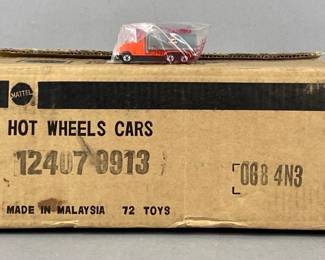 MATTEL
HOT WHEELS CARS
12407-9913
068 4N3
MADE IN MALAYSIA 72 TOYS